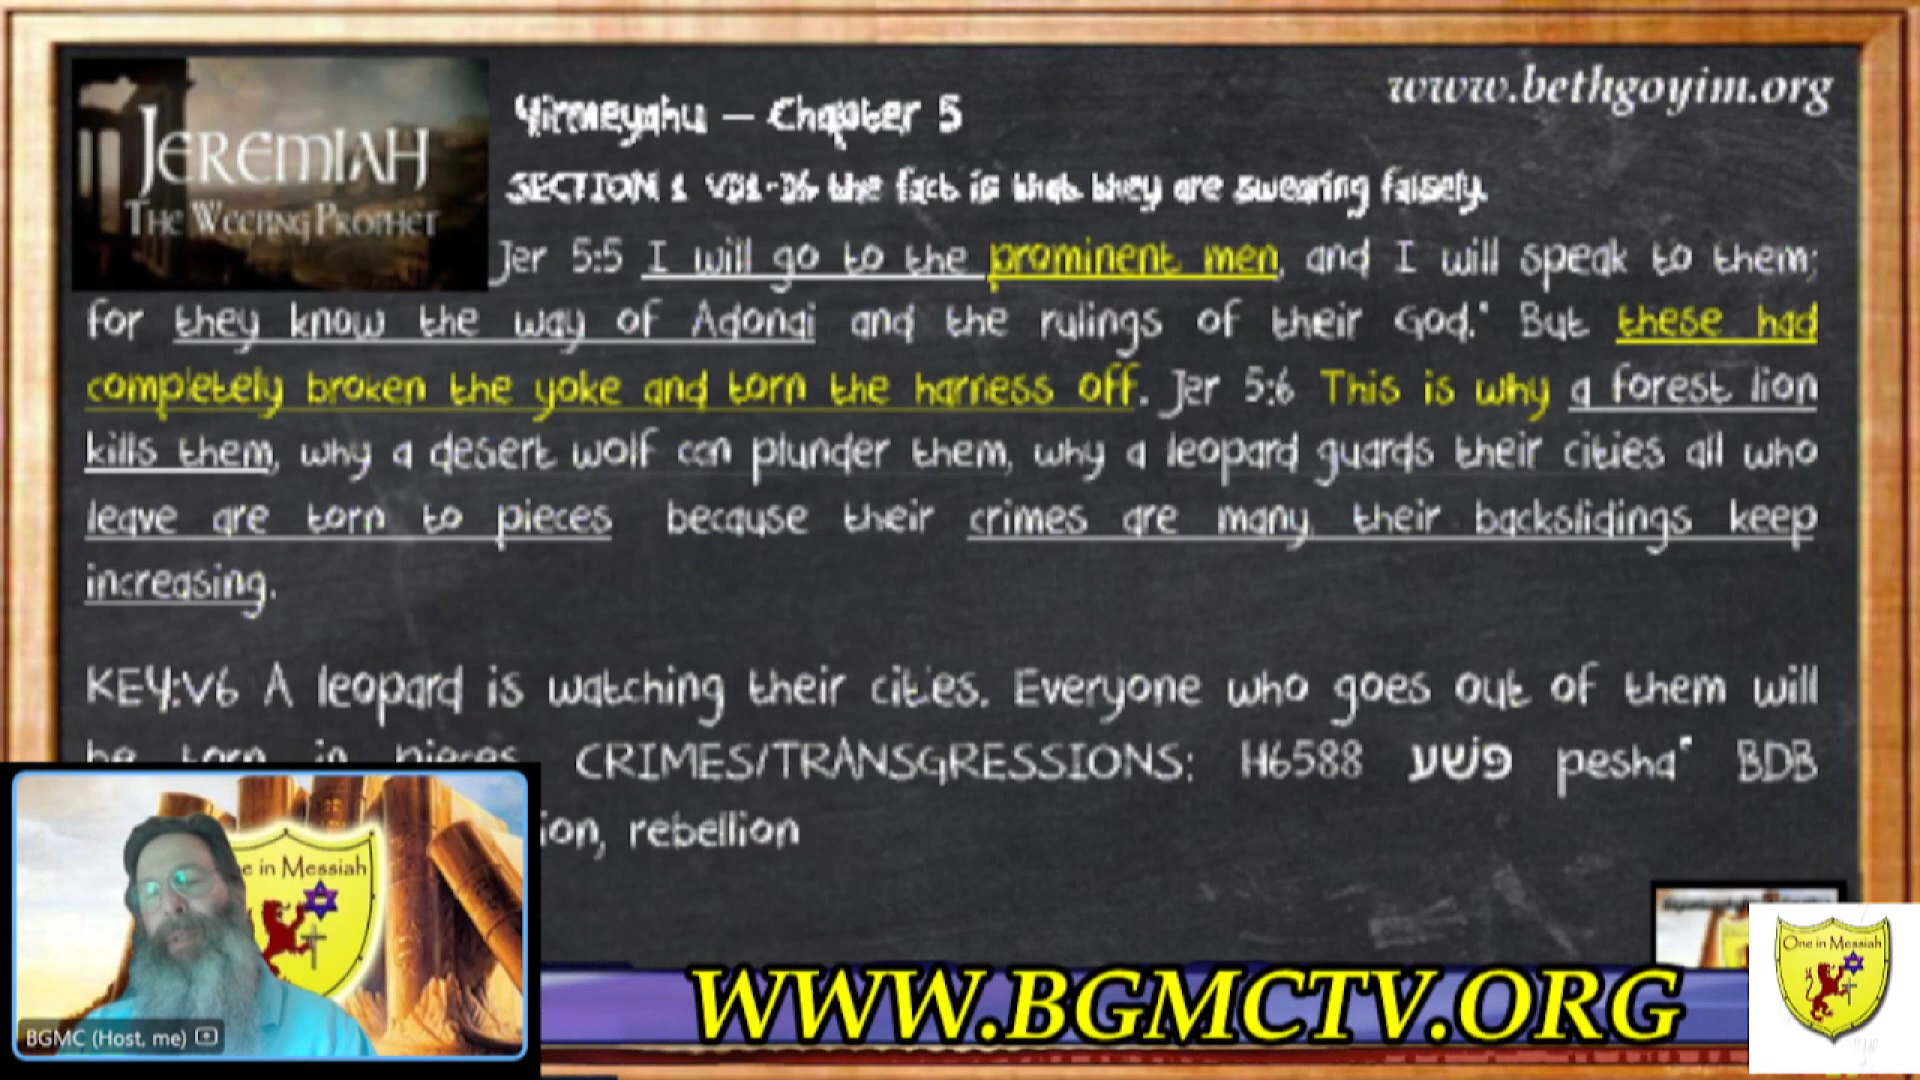 www.bethgoyim.org
JEREMIAH
THE WEEPING PROPHET
Yirmeyahu – Chapter 5
SECTION 1 the fact is that they are swearing falsely.
Jer 5:5 I will go to the prominent men, and I will speak to them;
for they know the way of Adonai and the rulings of their God." But these had
completely broken the yoke and torn the harness off. Jer 5:6 This is why a forest lion
kills them, why a desert wolf can plunder them, why a leopard guards their cities all who
leave are torn to pieces because their crimes are many, their backslidings keep
increasing.
KEY:V6 A leopard is watching their cities. Everyone who goes out of them will
be torn in pieces CRIMES/TRANSGRESSIONS: H6588 פּשׁע pesha‛ BDB
ion, rebellion
e in Messiah
BGMC (Host, me)
WWW.BGMCTV.ORG
One in Messiah